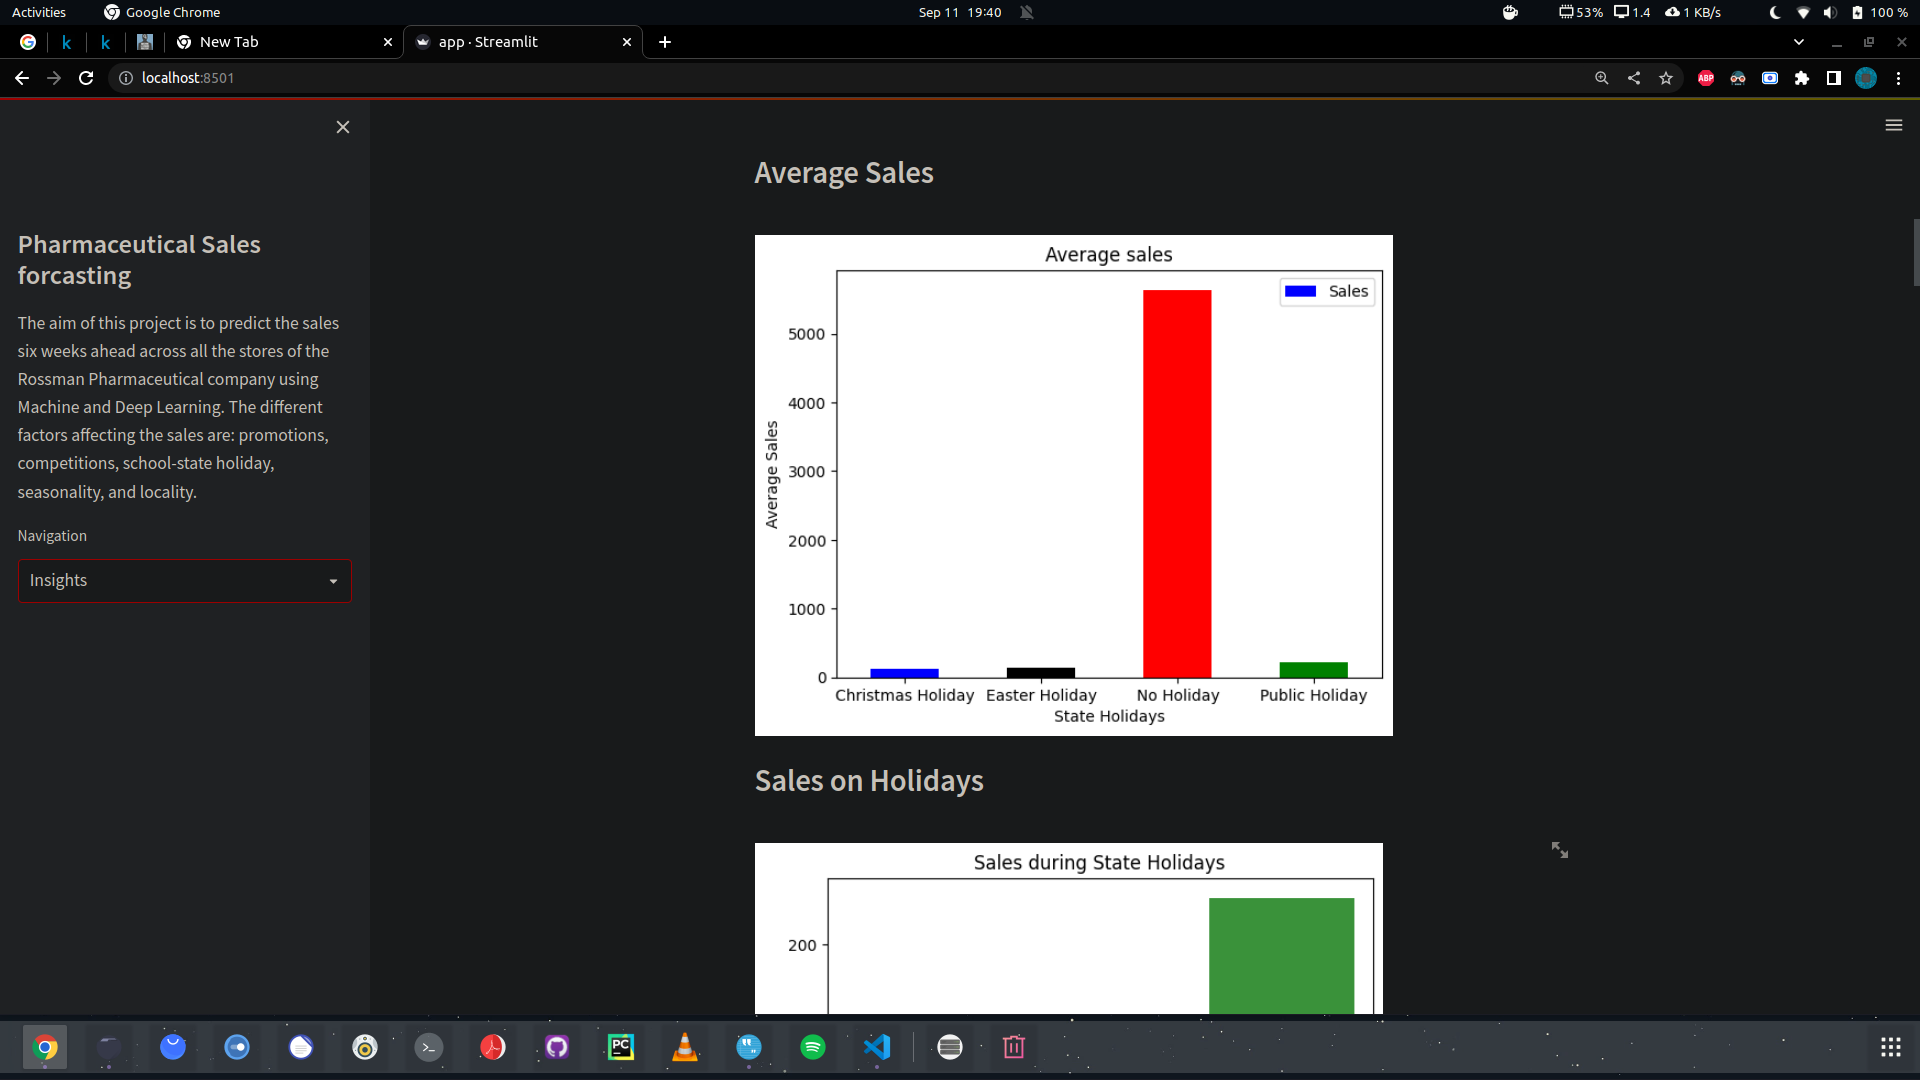 Activities
Google Chrome
Sep 11 19:40
53%
1.4
1 KB/s
100 %
New Tab
app · Streamlit
localhost:8501
ABP
Pharmaceutical Sales
forcasting
The aim of this project is to predict the sales
six weeks ahead across all the stores of the
Rossman Pharmaceutical company using
Machine and Deep Learning. The different
factors affecting the sales are: promotions,
competitions, school-state holiday,
seasonality, and locality.
Navigation
Insights
Average Sales
Average sales
Sales
Average Sales
5000
4000
3000
2000
1000
0
Christmas Holiday
Easter Holiday
No Holiday
Public Holiday
State Holidays
Sales on Holidays
Sales during State Holidays
200
PC